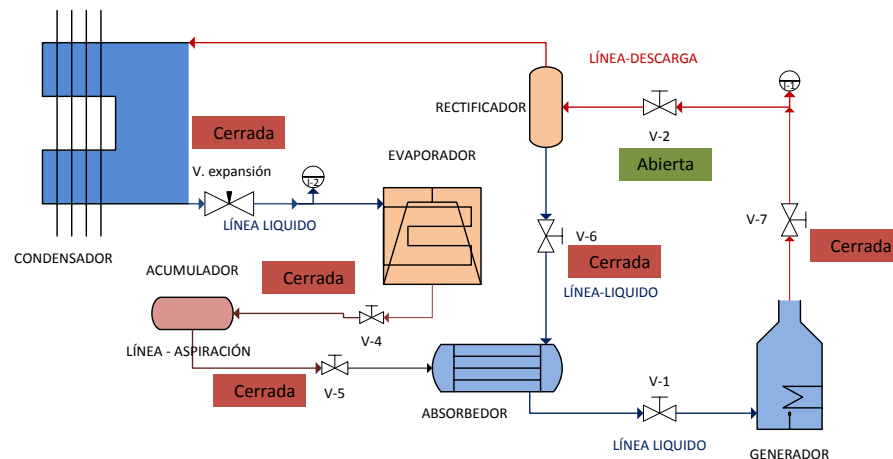 LÍNEA-DESCARGA
I-1
RECTIFICADOR
V-2
Cerrada
Abierta
EVAPORADOR
V. expansión
I-2
LÍNEA LIQUIDO
V-6
V-7
Cerrada
CONDENSADOR
Cerrada
ACUMULADOR
Cerrada
LÍNEA-LIQUIDO
V-4
LÍNEA - ASPIRACIÓN
Cerrada
V-5
V-1
ABSORBEDOR
LÍNEA LIQUIDO
GENERADOR